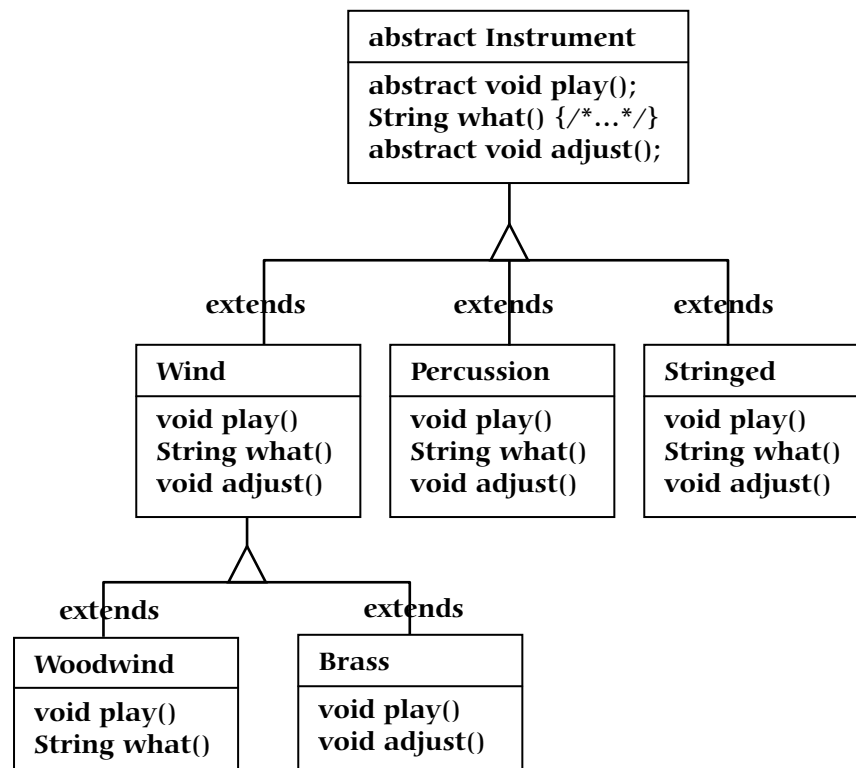 abstract Instrument
abstract void play();
String what() {/*...*/}
abstract void adjust();
extends
extends
extends
Wind
void play()
String what()
void adjust()
Percussion
void play()
String what()
void adjust()
Stringed
void play()
String what()
void adjust()
extends
extends
Woodwind
void play()
String what()
Brass
void play()
void adjust()